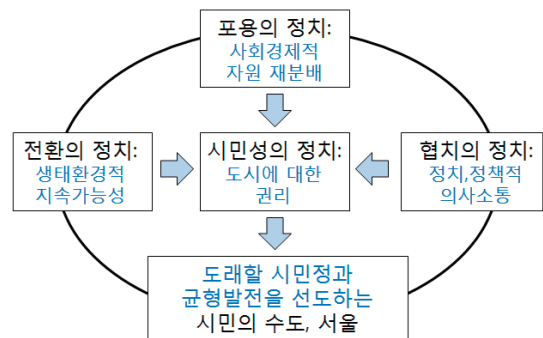 포용의 정치:
사회경제적
자원 재분배
전환의 정치:
생태환경적
지속가능성
시민성의 정치:
도시에 대한
권리
협치의 정치:
정치,정책적
의사소통
도래할 시민정과
균형발전을 선도하는
시민의 수도, 서울